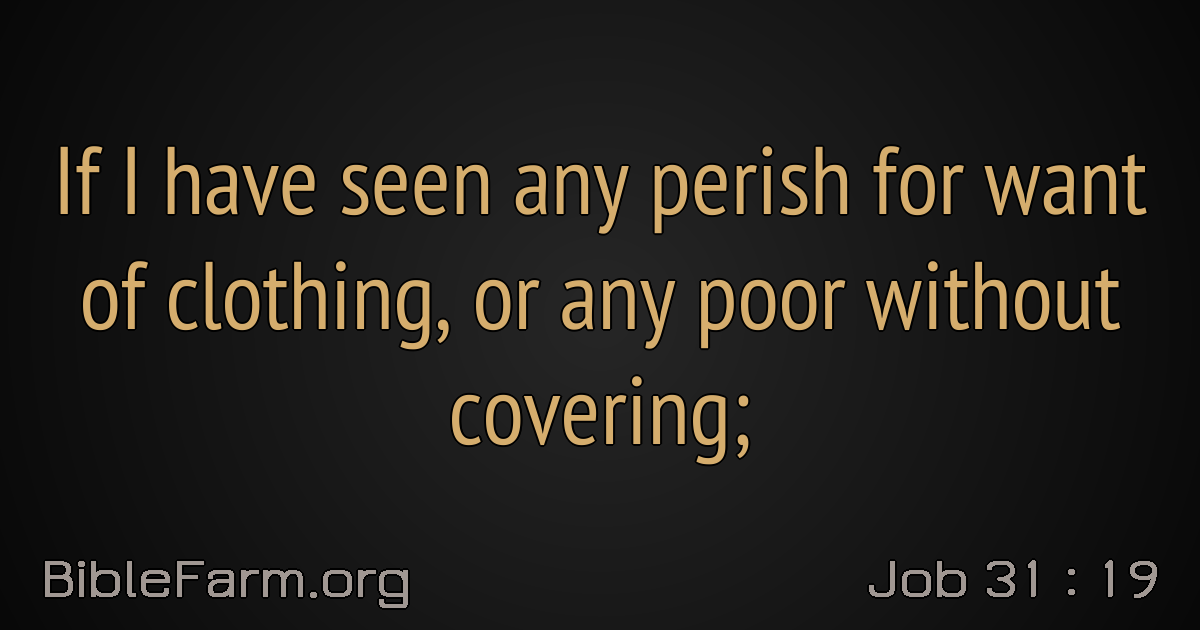 If I have seen any perish for want
of clothing, or any poor without
covering;
BibleFarm.org
Job 31 : 19